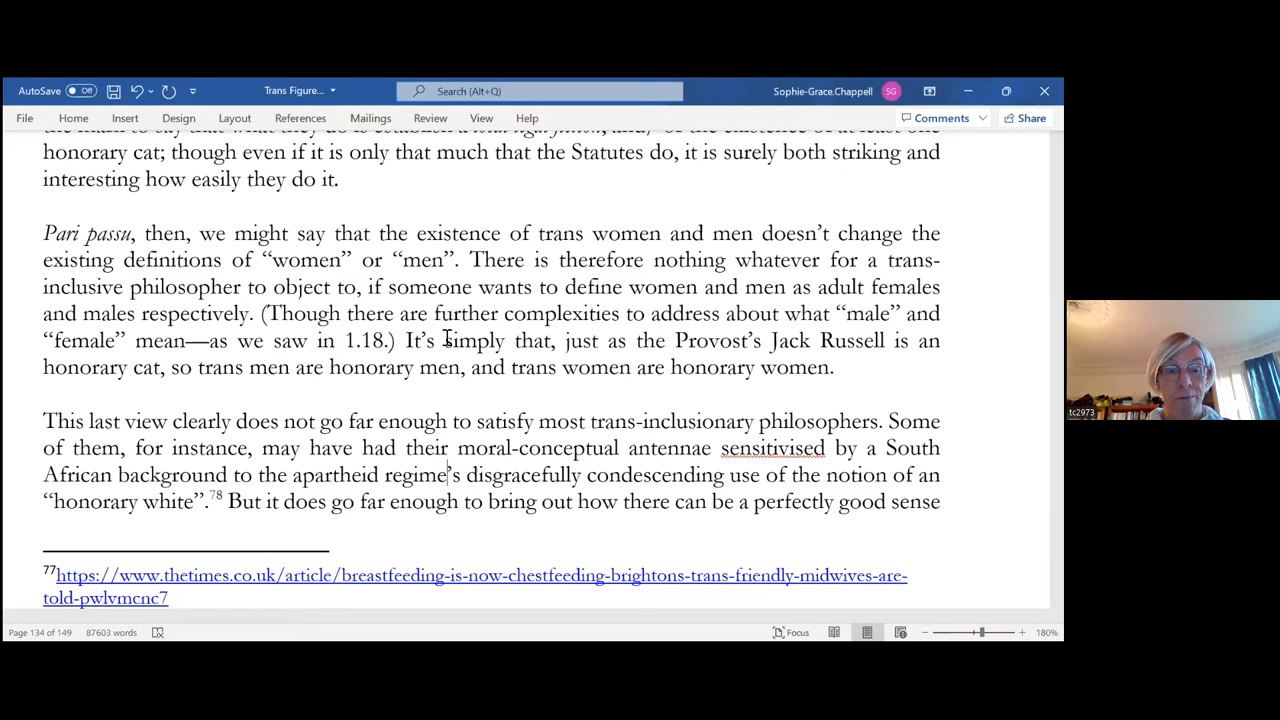 AutoSave Off Trans Figure... Search (Alt+Q) Sophie-Grace.Chappell SG
File Home Insert Design Layout References Mailings Review View Help Comments Share
honorary cat; though even if it is only that much that the Statutes do, it is surely both striking and
interesting how easily they do it.
Pari passu, then, we might say that the existence of trans women and men doesn’t change the
existing definitions of “women” or “men”. There is therefore nothing whatever for a trans-
inclusive philosopher to object to, if someone wants to define women and men as adult females
and males respectively. (Though there are further complexities to address about what “male” and
“female” mean—as we saw in 1.18.) It’s simply that, just as the Provost’s Jack Russell is an
honorary cat, so trans men are honorary men, and trans women are honorary women.
This last view clearly does not go far enough to satisfy most trans-inclusionary philosophers. Some
of them, for instance, may have had their moral-conceptual antennae sensitivised by a South
African background to the apartheid regime’s disgracefully condescending use of the notion of an
“honorary white”.78 But it does go far enough to bring out how there can be a perfectly good sense
77https://www.thetimes.co.uk/article/breastfeeding-is-now-chestfeeding-brightons-trans-friendly-midwives-are-
told-pwlvmcnc7
Page 134 of 149 87603 words Focus 180%
tc2973